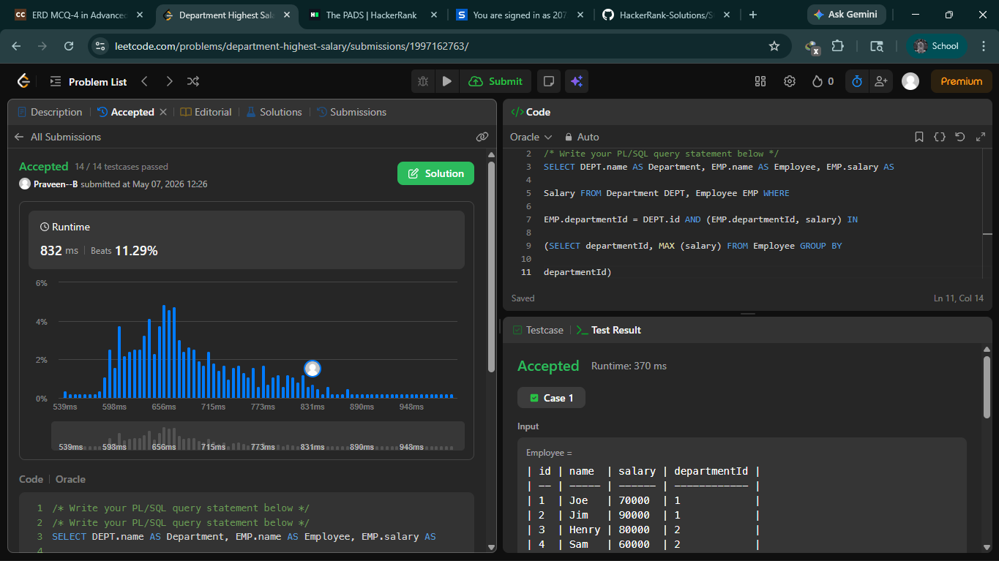 ERD MCQ-4 in Advanced
Department Highest Sal
The PADS | HackerRank
You are signed in as 207
HackerRank-Solutions/S
Ask Gemini
leetcode.com/problems/department-highest-salary/submissions/1997162763/
School
Problem List
Submit
0
Premium
Description
Accepted
Editorial
Solutions
Submissions
All Submissions
Accepted 14 / 14 testcases passed
Praveen--B submitted at May 07, 2026 12:26
Solution
Runtime
832 ms | Beats 11.29%
6%
4%
2%
0%
539ms 598ms 656ms 715ms 773ms 831ms 890ms 948ms
539ms 598ms 656ms 715ms 773ms 831ms 890ms 948ms
Code | Oracle
1 /* Write your PL/SQL query statement below */
2 /* Write your PL/SQL query statement below */
3 SELECT DEPT.name AS Department, EMP.name AS Employee, EMP.salary AS
4
</> Code
Oracle
Auto
2 /* Write your PL/SQL query statement below */
3 SELECT DEPT.name AS Department, EMP.name AS Employee, EMP.salary AS
4
5 Salary FROM Department DEPT, Employee EMP WHERE
6
7 EMP.departmentId = DEPT.id AND (EMP.departmentId, salary) IN
8
9 (SELECT departmentId, MAX (salary) FROM Employee GROUP BY
10
11 departmentId)
Saved
Ln 11, Col 14
Testcase
Test Result
Accepted Runtime: 370 ms
Case 1
Input
Employee =
| id | name | salary | departmentId |
| -- | ----- | ------ | ------------ |
| 1 | Joe | 70000 | 1 |
| 2 | Jim | 90000 | 1 |
| 3 | Henry | 80000 | 2 |
| 4 | Sam | 60000 | 2 |